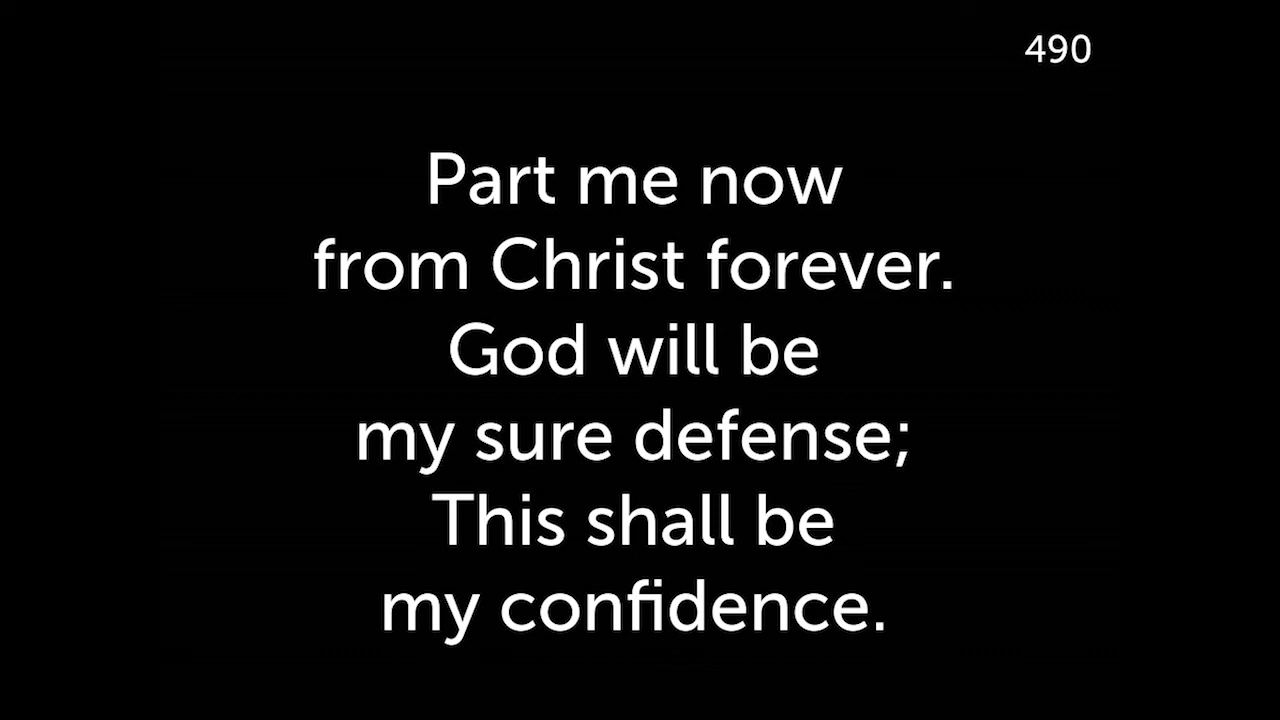 490
Part me now
from Christ forever.
God will be
my sure defense;
This shall be
my confidence.